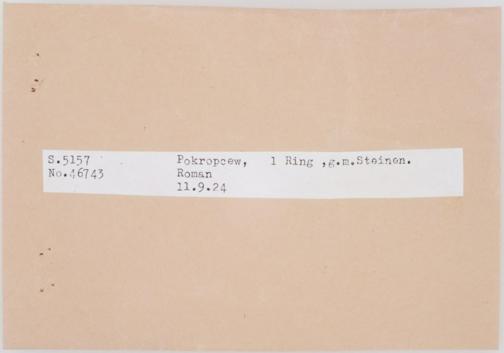 S.5157 Pokropcew, 1 Ring ,g.m.Steinen.
No.46743 Roman
11.9.24